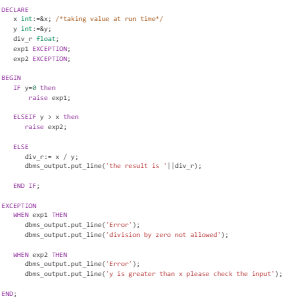 DECLARE
x int:=&x; /*taking value at run time*/
y int:=&y;
div_r float;
exp1 EXCEPTION;
exp2 EXCEPTION;
BEGIN
IF y=0 then
raise exp1;
ELSEIF y > x then
raise exp2;
ELSE
div_r:= x / y;
dbms_output.put_line('the result is '||div_r);
END IF;
EXCEPTION
WHEN exp1 THEN
dbms_output.put_line('Error');
dbms_output.put_line('division by zero not allowed');
WHEN exp2 THEN
dbms_output.put_line('Error');
dbms_output.put_line('y is greater than x please check the input');
END;